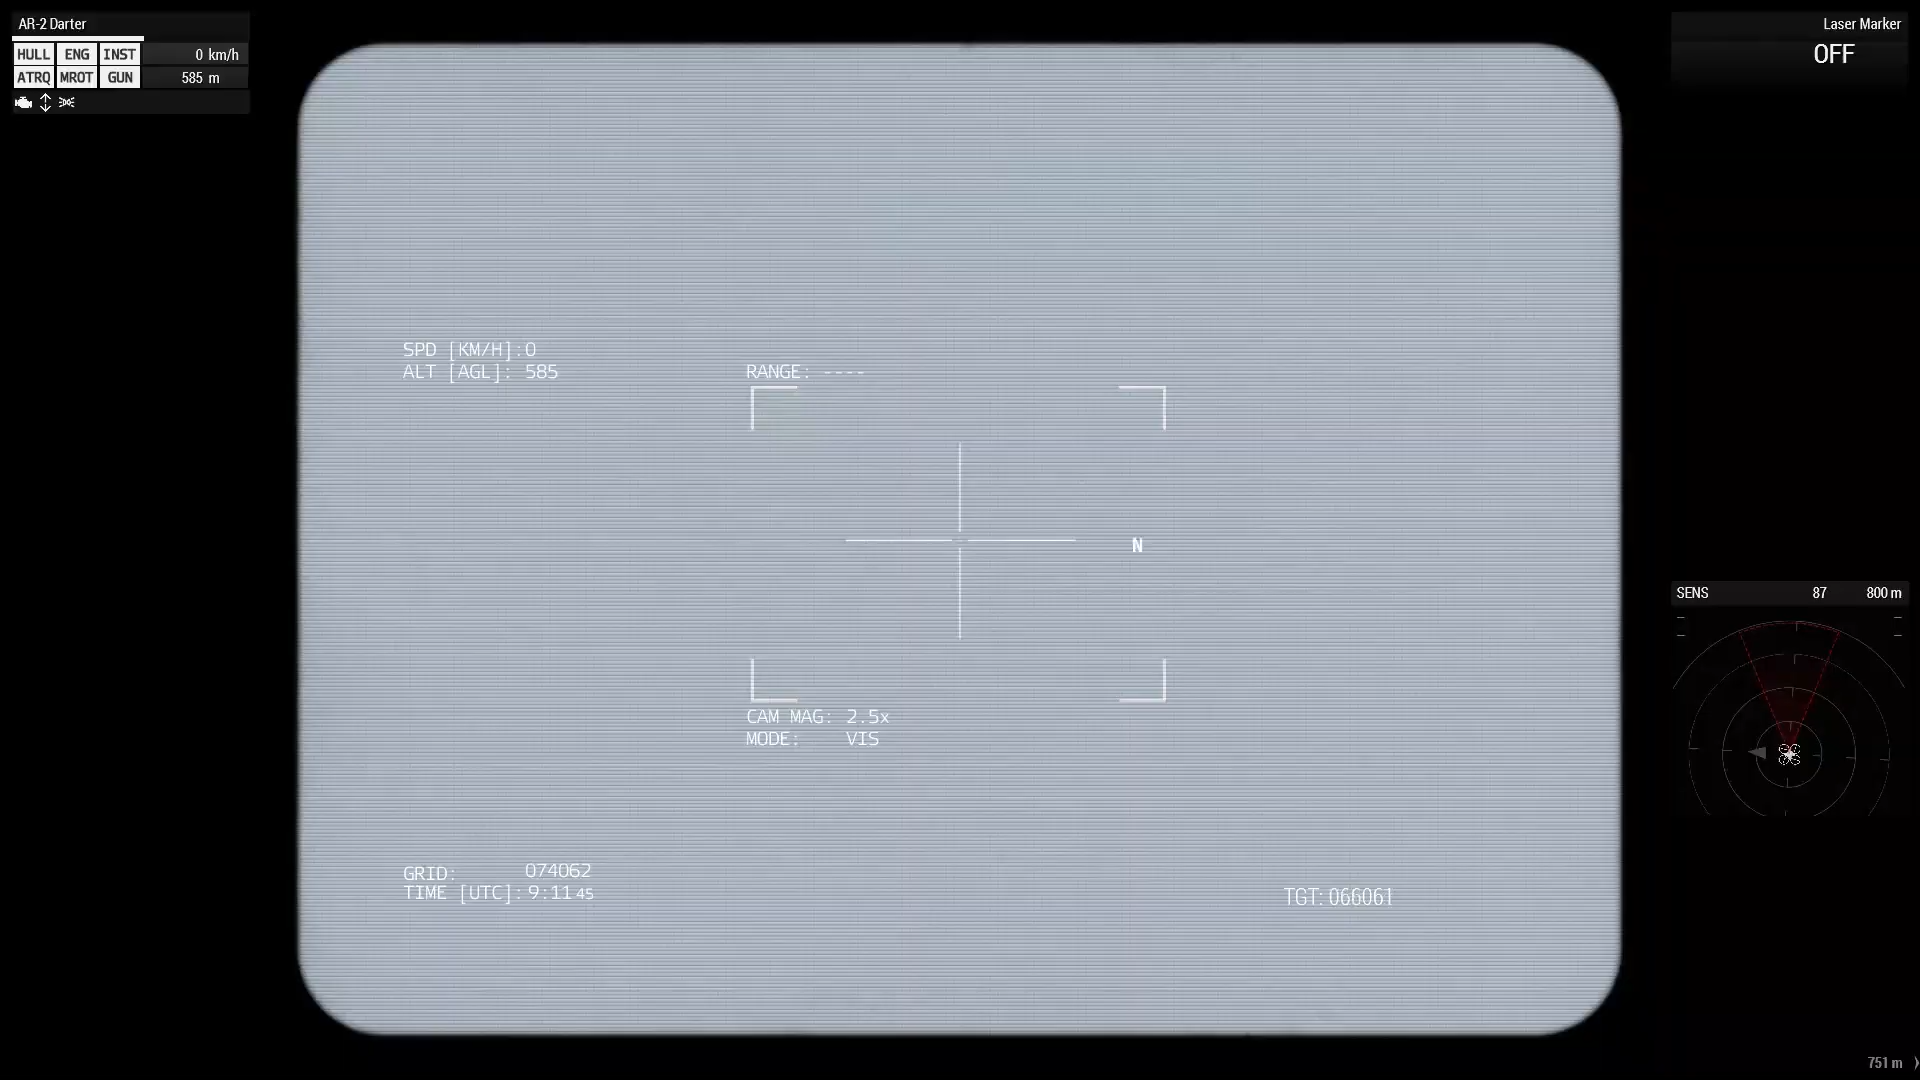 AR-2 Darter
HULL ENG INST 0 km/h
ATRQ MROT GUN 585 m
Laser Marker
OFF
SPD [KM/H]:0
ALT [AGL]: 585
RANGE: ----
N
CAM MAG: 2.5x
MODE: VIS
SENS 87 800 m
GRID: 074062
TIME [UTC]: 9:11 45
TGT: 066061
751 m